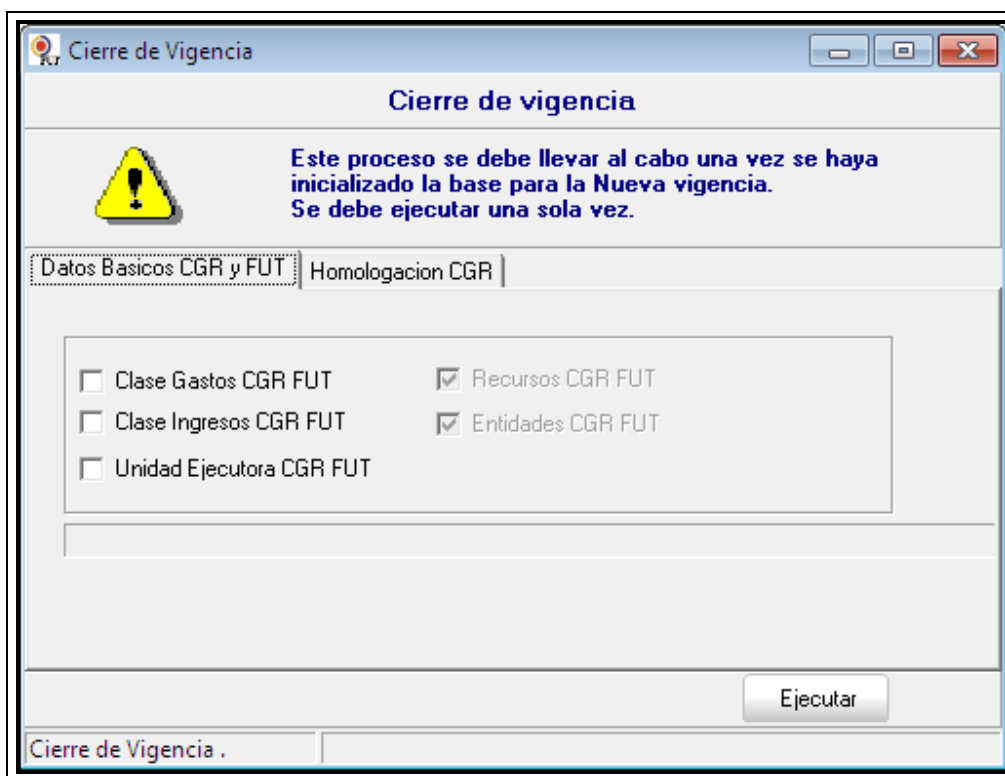 Cierre de Vigencia
Cierre de vigencia
Este proceso se debe llevar al cabo una vez se haya
inicializado la base para la Nueva vigencia.
Se debe ejecutar una sola vez.
Datos Basicos CGR y FUT
Homologacion CGR
Clase Gastos CGR FUT
Recursos CGR FUT
Clase Ingresos CGR FUT
Entidades CGR FUT
Unidad Ejecutora CGR FUT
Ejecutar
Cierre de Vigencia .